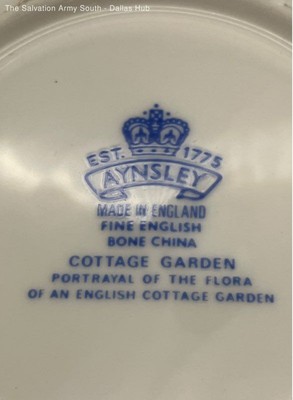 The Salvation Army South - Dallas Hub
EST. 1775
AYNSLEY
MADE IN ENGLAND
FINE ENGLISH
BONE CHINA
COTTAGE GARDEN
PORTRAYAL OF THE FLORA
OF AN ENGLISH COTTAGE GARDEN